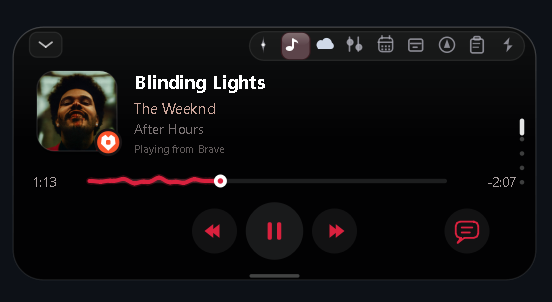 Blinding Lights
The Weeknd
After Hours
Playing from Brave
1:13
-2:07